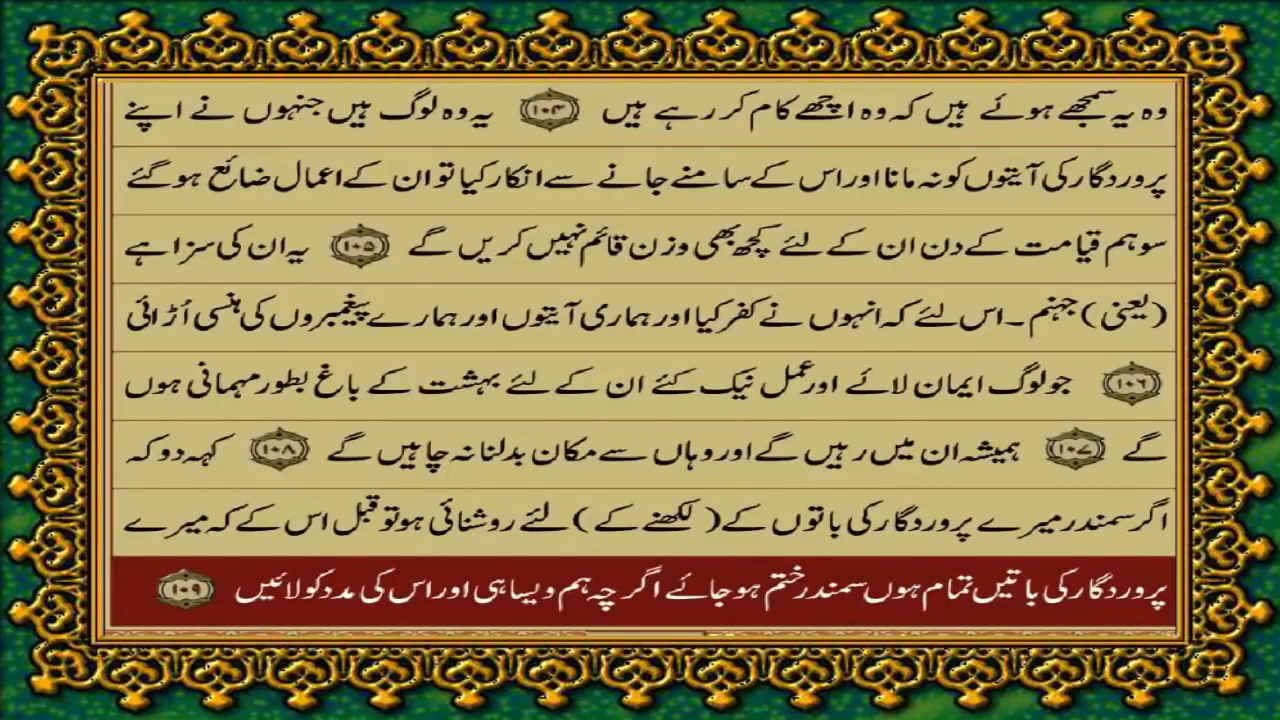 وہ یہ سمجھے ہوئے ہیں کہ وہ اچھے کام کر رہے ہیں ۱۰۴ یہ وہ لوگ ہیں جنہوں نے اپنے
پروردگار کی آیتوں کو نہ مانا اور اس کے سامنے جانے سے انکار کیا تو ان کے اعمال ضائع ہو گئے
سو ہم قیامت کے دن ان کے لئے کچھ بھی وزن قائم نہیں کریں گے ۱۰۵ یہ ان کی سزا ہے
(یعنی) جہنم۔ اس لئے کہ انہوں نے کفر کیا اور ہماری آیتوں اور ہمارے پیغمبروں کی ہنسی اُڑائی
۱۰۶ جو لوگ ایمان لائے اور عمل نیک کئے ان کے لئے بہشت کے باغ بطور مہمانی ہوں
گے ۱۰۷ ہمیشہ ان میں رہیں گے اور وہاں سے مکان بدلنا نہ چاہیں گے ۱۰۸ کہہ دو کہ
اگر سمندر میرے پروردگار کی باتوں کے (لکھنے کے) لئے روشنائی ہو تو قبل اس کے کہ میرے
پروردگار کی باتیں تمام ہوں سمندر ختم ہو جائے اگر چہ ہم ویسا ہی اور اس کی مدد کو لائیں ۱۰۹